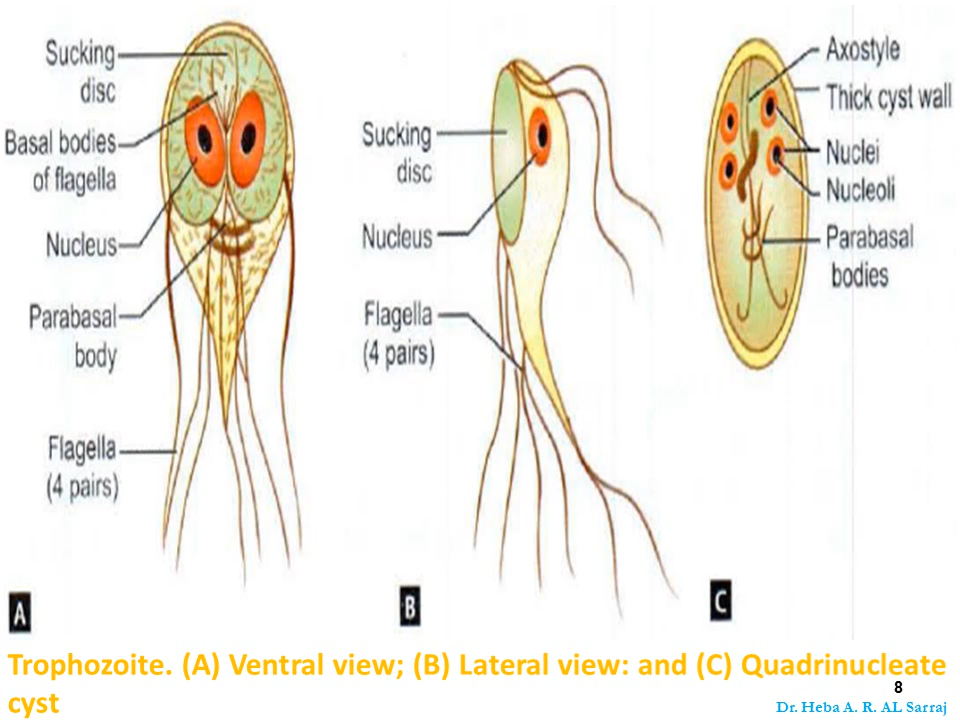 Sucking
disc
Basal bodies
of flagella
Nucleus
Parabasal
body
Flagella
(4 pairs)
A
Sucking
disc
Nucleus
Flagella
(4 pairs)
B
Axostyle
Thick cyst wall
Nuclei
Nucleoli
Parabasal
bodies
C
Trophozoite. (A) Ventral view; (B) Lateral view: and (C) Quadrinucleate
cyst
8
Dr. Heba A. R. AL Sarraj